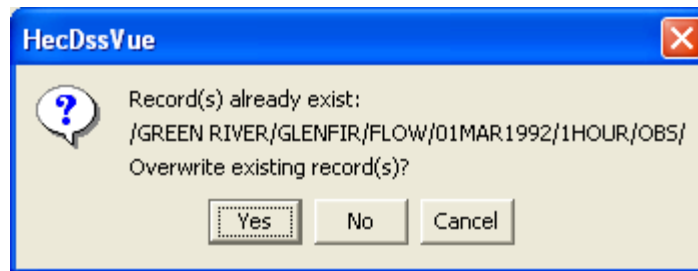 HecDssVue
Record(s) already exist:
/GREEN RIVER/GLENFIR/FLOW/01MAR1992/1HOUR/OBS/
Overwrite existing record(s)?
Yes No Cancel